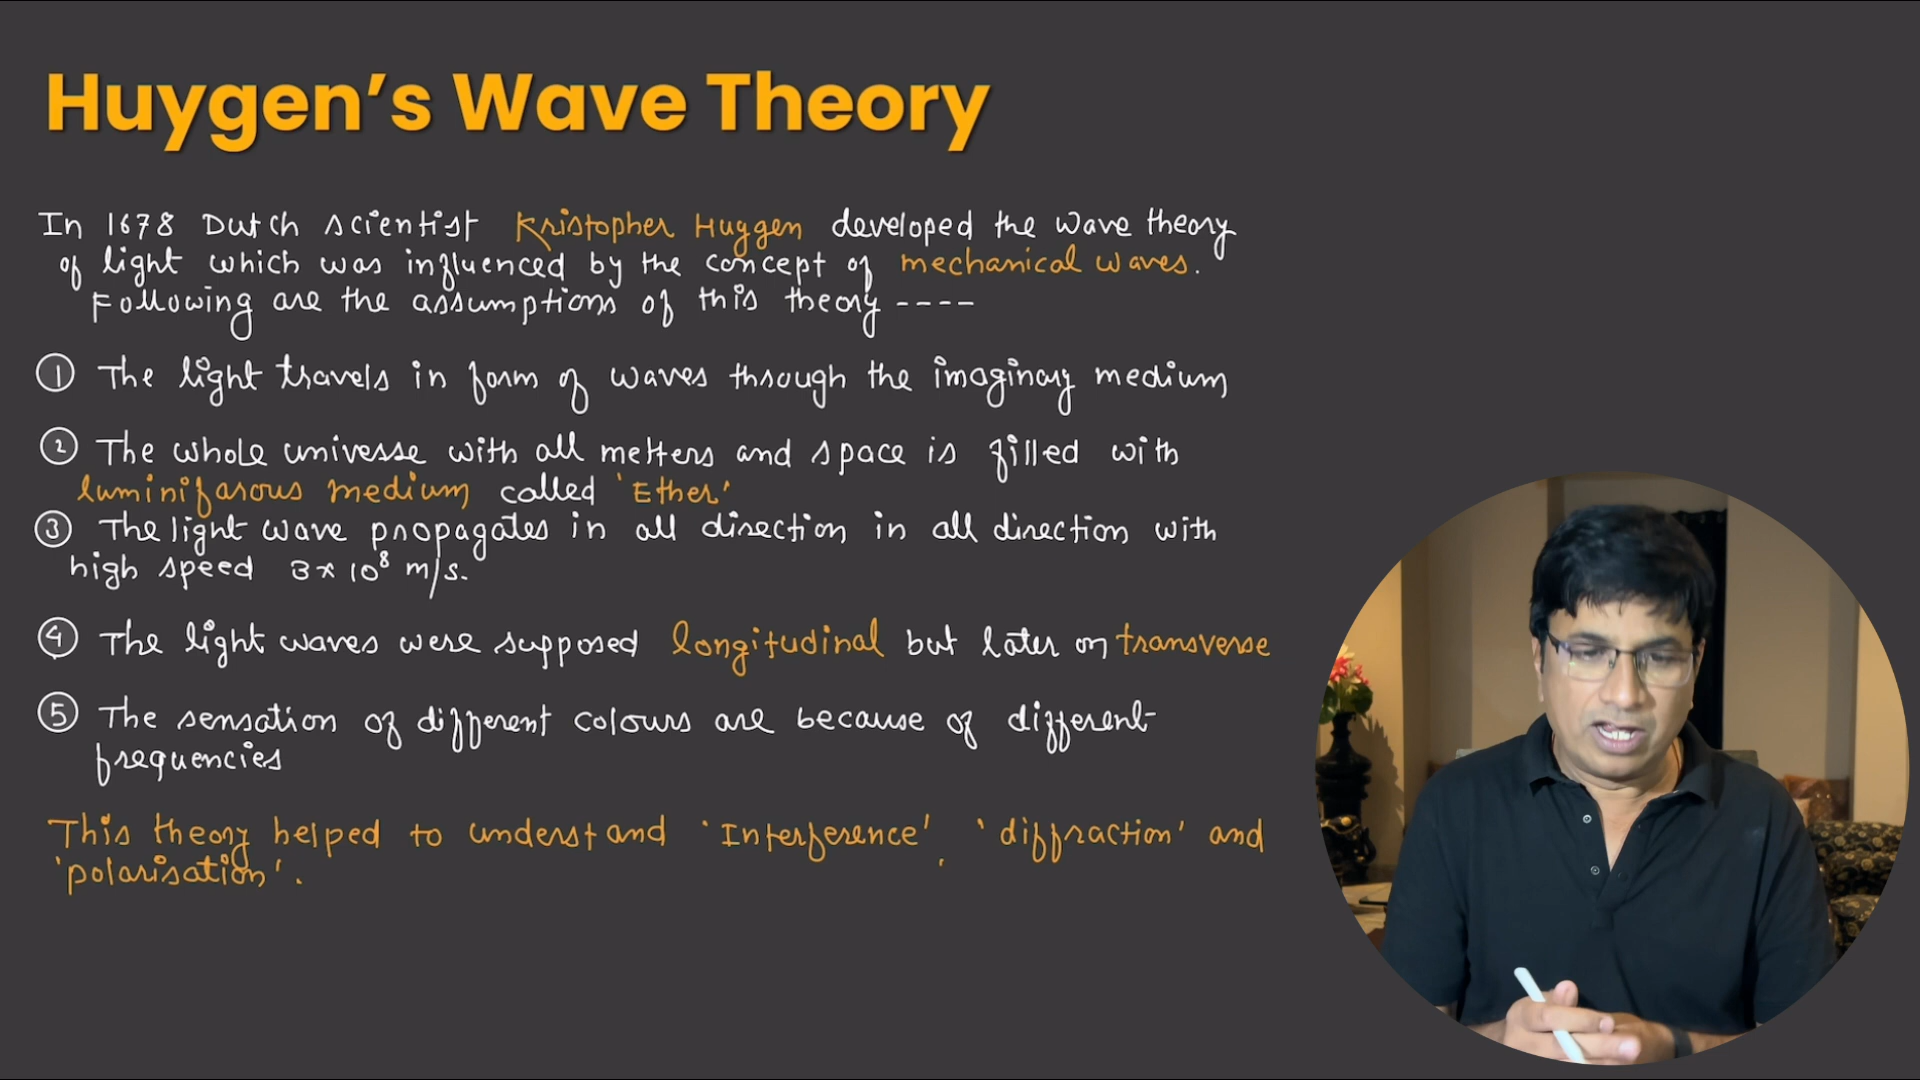 Huygen’s Wave Theory
In 1678 Dutch scientist Kristopher Huygen developed the wave theory
of light which was influenced by the concept of mechanical waves.
Following are the assumptions of this theory ----
① The light travels in form of waves through the imaginary medium
② The whole universe with all metters and space is filled with
luminifarous medium called 'Ether'
③ The light wave propagates in all direction in all direction with
high speed 3 x 10⁸ m/s.
④ The light waves were supposed longitudinal but later on transverse
⑤ The sensation of different colours are because of different
frequencies
This theory helped to understand 'Interference', 'diffraction' and
'polarisation'.